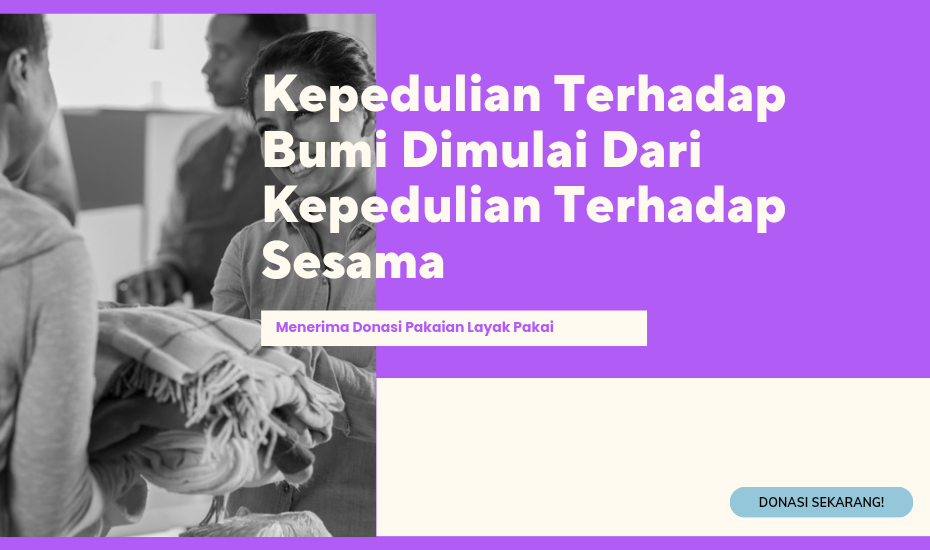 Kepedulian Terhadap
Bumi Dimulai Dari
Kepedulian Terhadap
Sesama
Menerima Donasi Pakaian Layak Pakai
DONASI SEKARANG!